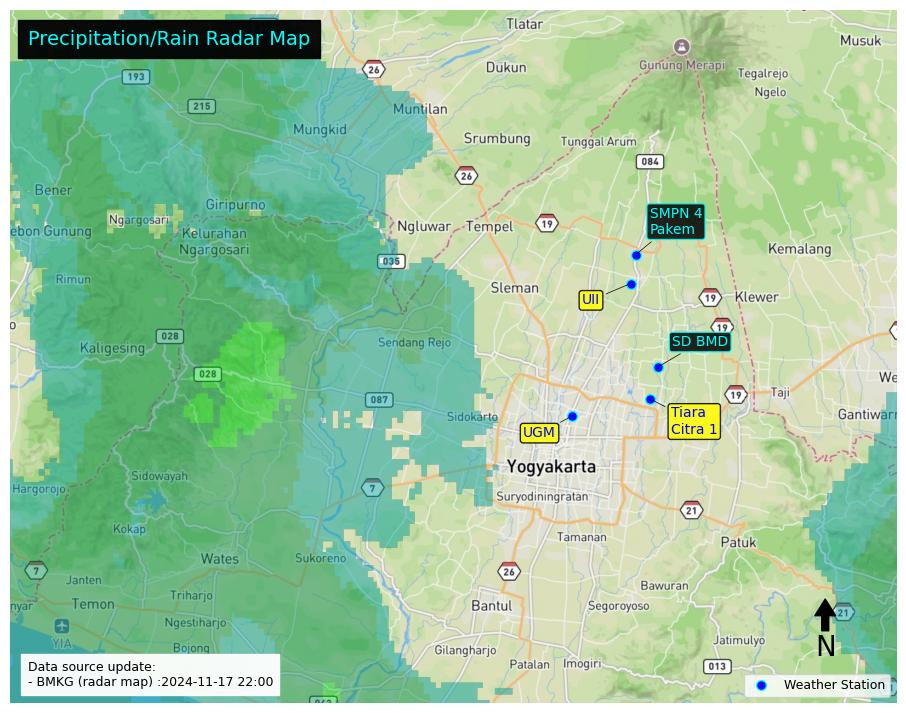 Precipitation/Rain Radar Map
Tlatar
Musuk
26
Dukun
Gunung Merapi
193
Tegalrejo
Ngelo
215
Muntilan
Mungkid
Srumbung
Tunggal Arum
084
26
Bener
Giripurno
SMPN 4
Pakem
Ngargosari
Ngluwar
Tempel
19
ebon Gunung
Kelurahan
Ngargosari
Kemalang
035
Rimun
Sleman
UII
19
Klewer
19
028
Kaligesing
Sendang Rejo
SD BMD
028
We
087
19
Taji
Sidokarto
Tiara
Citra 1
Gantiwarr
UGM
Yogyakarta
Sidowayah
Hargorojo
7
Suryodiningratan
21
Kokap
Tamanan
Patuk
Wates
Sukoreno
7
26
Janten
Bawuran
Triharjo
nyar
Temon
Bantul
Segoroyoso
21
Ngestiharjo
YIA
Jatimulyo
N
Bojong
Gilangharjo
Patalan
Imogiri
013
Data source update:
- BMKG (radar map) :2024-11-17 22:00
Weather Station